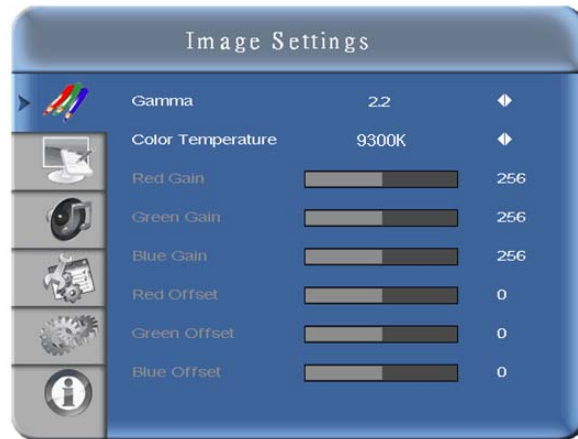 Image Settings
Gamma 2.2
Color Temperature 9300K
Red Gain 256
Green Gain 256
Blue Gain 256
Red Offset 0
Green Offset 0
Blue Offset 0